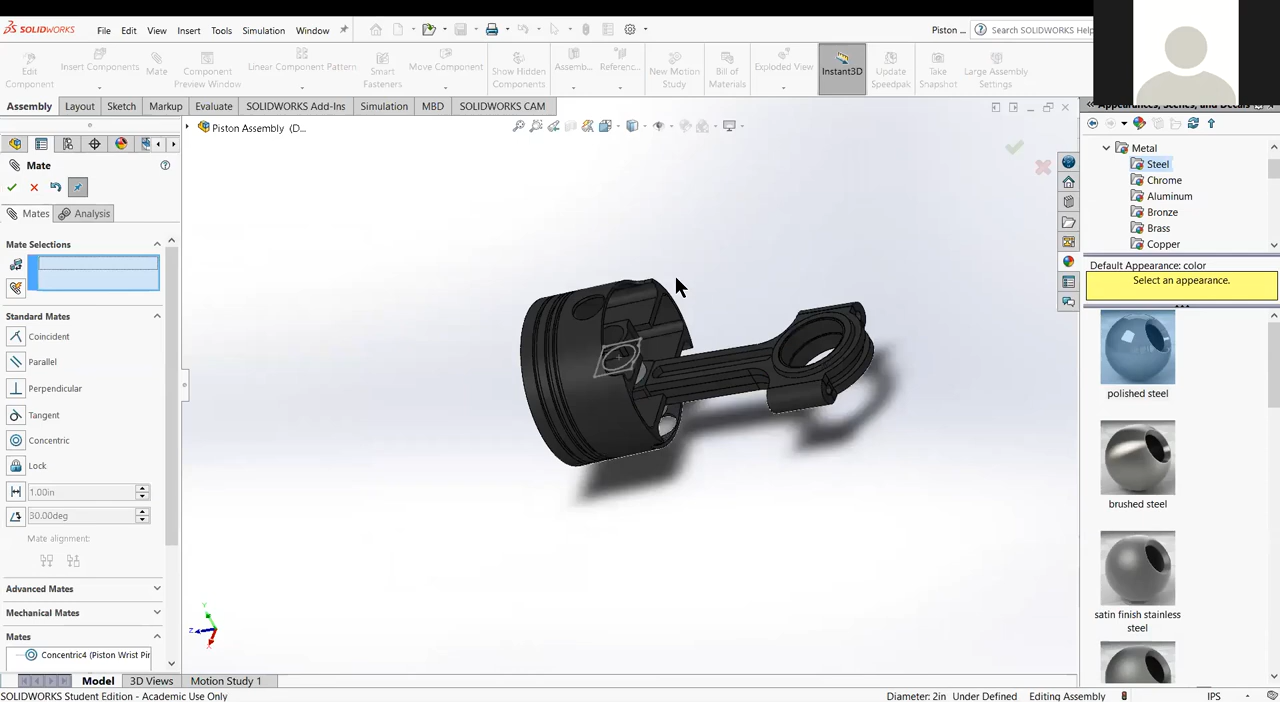 SOLIDWORKS File Edit View Insert Tools Simulation Window Piston ... Search SOLIDWORKS Help
Edit Component
Insert Components
Mate
Component Preview Window
Linear Component Pattern
Smart Fasteners
Move Component
Show Hidden Components
Assemb...
Referenc...
New Motion Study
Bill of Materials
Exploded View
Instant3D
Update Speedpak
Take Snapshot
Large Assembly Settings
Assembly Layout Sketch Markup Evaluate SOLIDWORKS Add-Ins Simulation MBD SOLIDWORKS CAM
Appearances, Scenes, and Decals
Piston Assembly (D...
Mate
Mates Analysis
Mate Selections
Standard Mates
Coincident
Parallel
Perpendicular
Tangent
Concentric
Lock
1.00in
30.00deg
Mate alignment:
Advanced Mates
Mechanical Mates
Mates
Concentric4 (Piston Wrist Pin
Y
Z
X
Metal
Steel
Chrome
Aluminum
Bronze
Brass
Copper
Default Appearance: color
Select an appearance.
polished steel
brushed steel
satin finish stainless
steel
Model 3D Views Motion Study 1
SOLIDWORKS Student Edition - Academic Use Only Diameter: 2in Under Defined Editing Assembly IPS